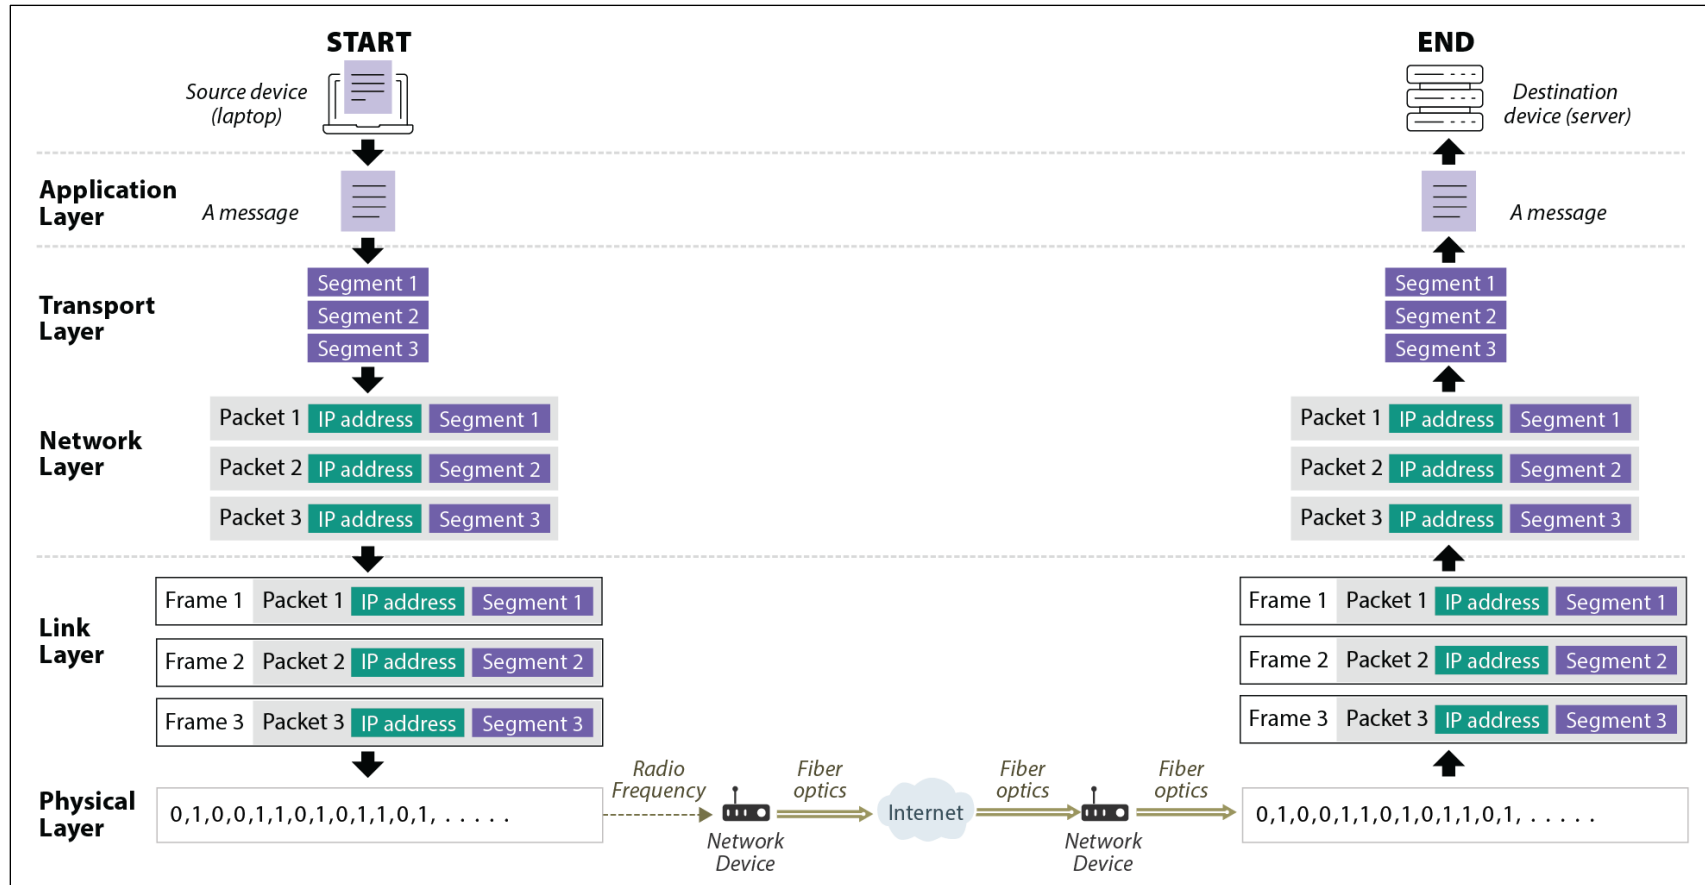 START
END
Source device
(laptop)
Destination
device (server)
Application
Layer
A message
A message
Transport
Layer
Segment 1
Segment 2
Segment 3
Segment 1
Segment 2
Segment 3
Network
Layer
Packet 1 IP address Segment 1
Packet 2 IP address Segment 2
Packet 3 IP address Segment 3
Packet 1 IP address Segment 1
Packet 2 IP address Segment 2
Packet 3 IP address Segment 3
Link
Layer
Frame 1 Packet 1 IP address Segment 1
Frame 2 Packet 2 IP address Segment 2
Frame 3 Packet 3 IP address Segment 3
Frame 1 Packet 1 IP address Segment 1
Frame 2 Packet 2 IP address Segment 2
Frame 3 Packet 3 IP address Segment 3
Physical
Layer
0,1,0,0,1,1,0,1,0,1,1,0,1, . . . . .
Radio
Frequency
Network
Device
Fiber
optics
Internet
Fiber
optics
Network
Device
Fiber
optics
0,1,0,0,1,1,0,1,0,1,1,0,1, . . . . .